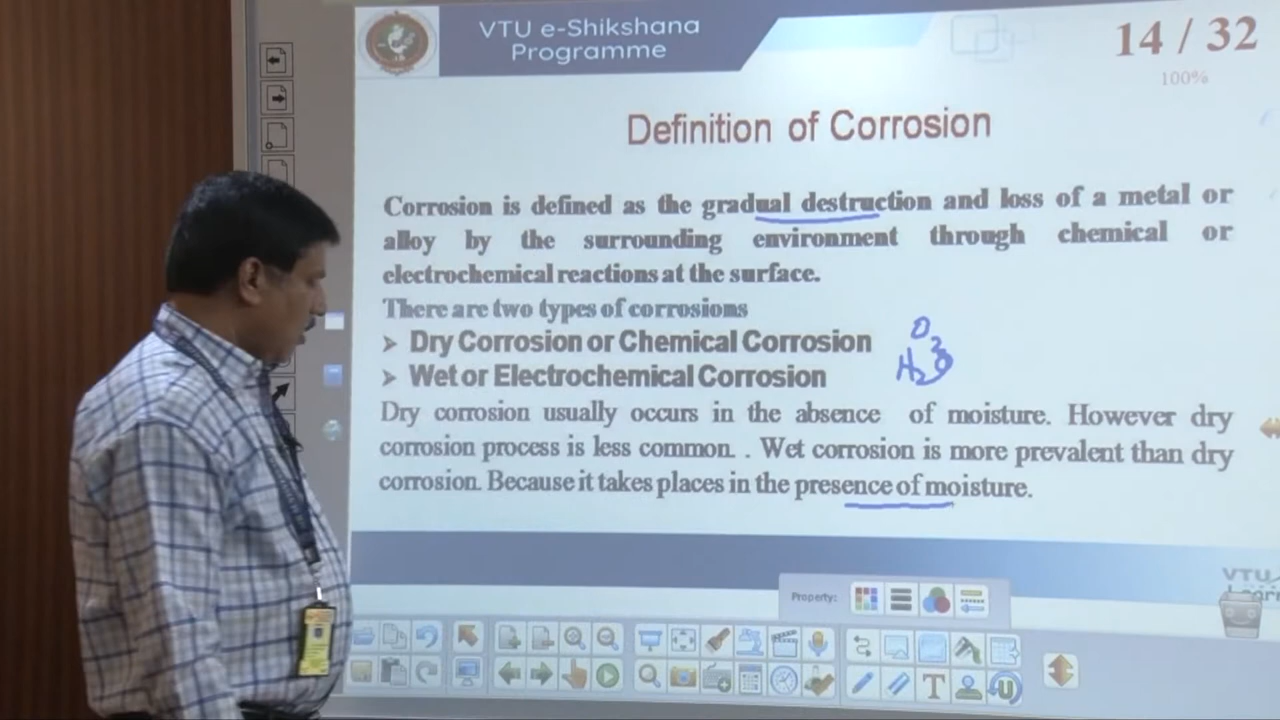 VTU e-Shikshana
Programme
14 / 32
100%
Definition of Corrosion
Corrosion is defined as the gradual destruction and loss of a metal or
alloy by the surrounding environment through chemical or
electrochemical reactions at the surface.
There are two types of corrosions
➤ Dry Corrosion or Chemical Corrosion
O2
➤ Wet or Electrochemical Corrosion
H2O
Dry corrosion usually occurs in the absence of moisture. However dry
corrosion process is less common. . Wet corrosion is more prevalent than dry
corrosion. Because it takes places in the presence of moisture.
VTU
Property:
T